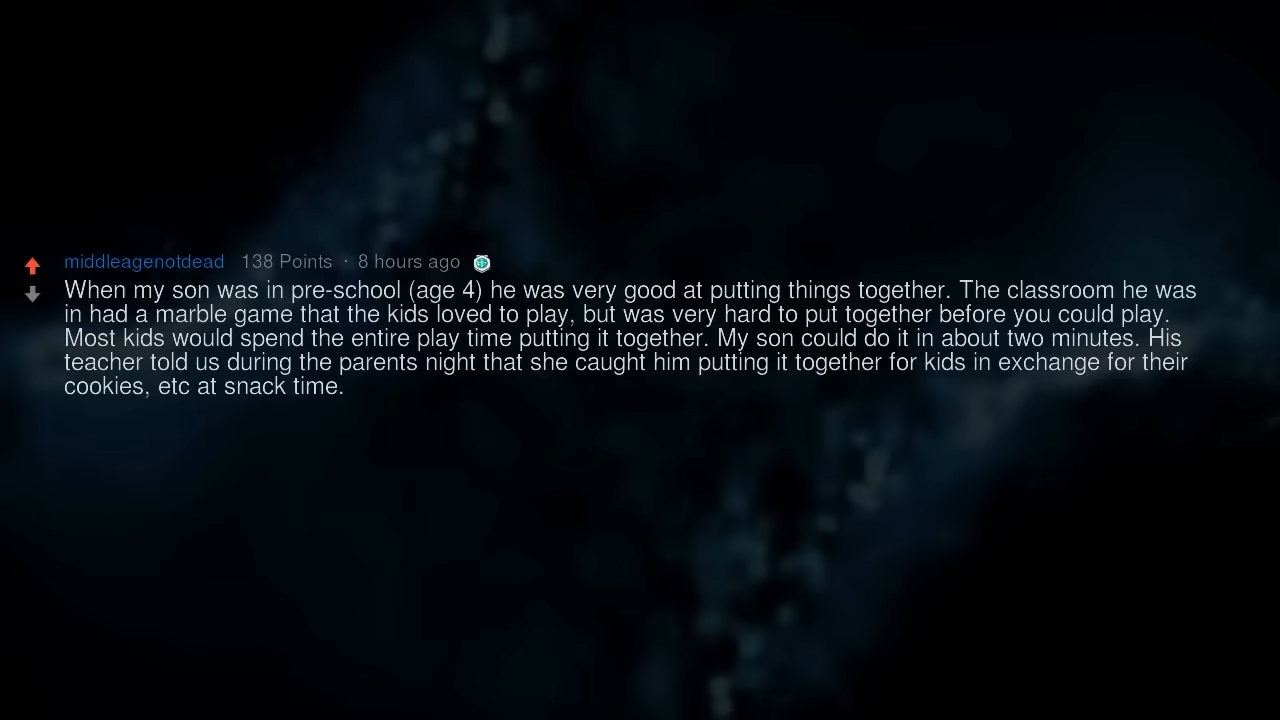 middleagenotdead 138 Points · 8 hours ago
When my son was in pre-school (age 4) he was very good at putting things together. The classroom he was
in had a marble game that the kids loved to play, but was very hard to put together before you could play.
Most kids would spend the entire play time putting it together. My son could do it in about two minutes. His
teacher told us during the parents night that she caught him putting it together for kids in exchange for their
cookies, etc at snack time.